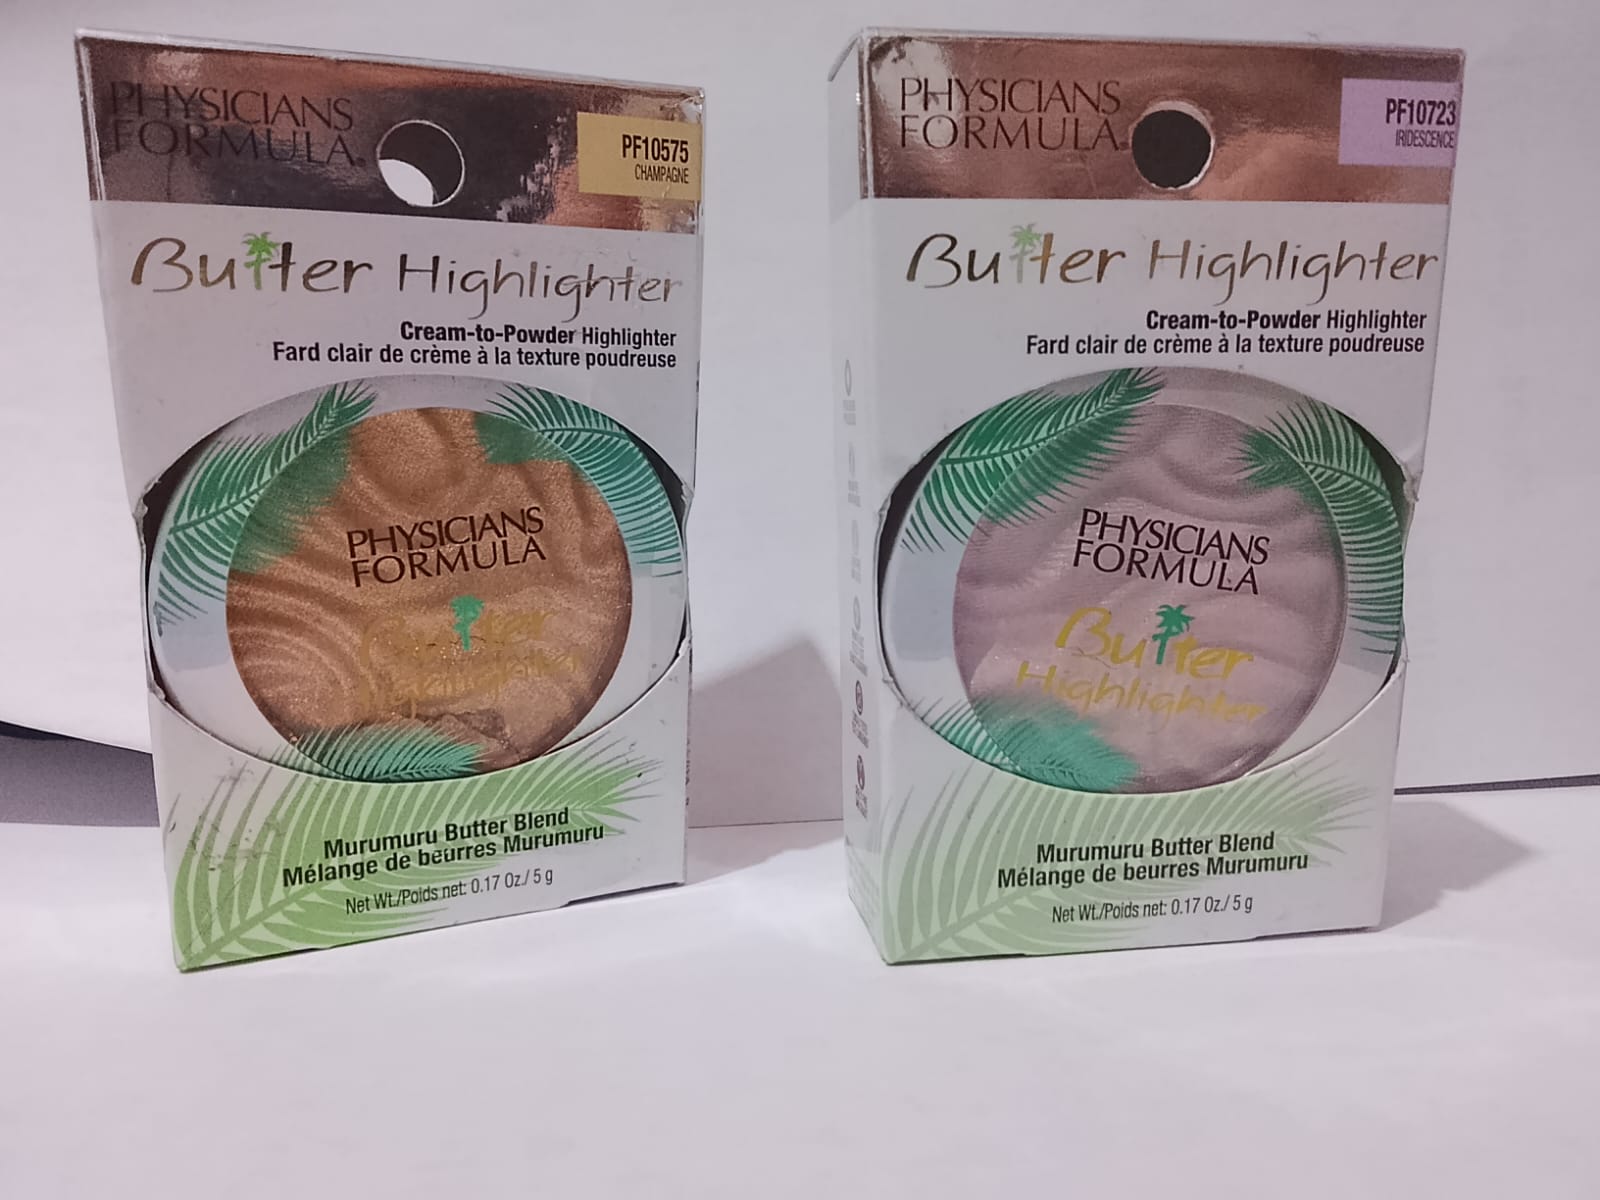 PHYSICIANS
FORMULA®
PF10575
CHAMPAGNE
Butter Highlighter
Cream-to-Powder Highlighter
Fard clair de crème à la texture poudreuse
PHYSICIANS
FORMULA
Butter
Highlighter
Murumuru Butter Blend
Mélange de beurres Murumuru
Net Wt./Poids net: 0.17 Oz./ 5 g
PHYSICIANS
FORMULA®
PF10723
IRIDESCENCE
Butter Highlighter
Cream-to-Powder Highlighter
Fard clair de crème à la texture poudreuse
PHYSICIANS
FORMULA
Butter
Highlighter
Murumuru Butter Blend
Mélange de beurres Murumuru
Net Wt./Poids net: 0.17 Oz./ 5 g